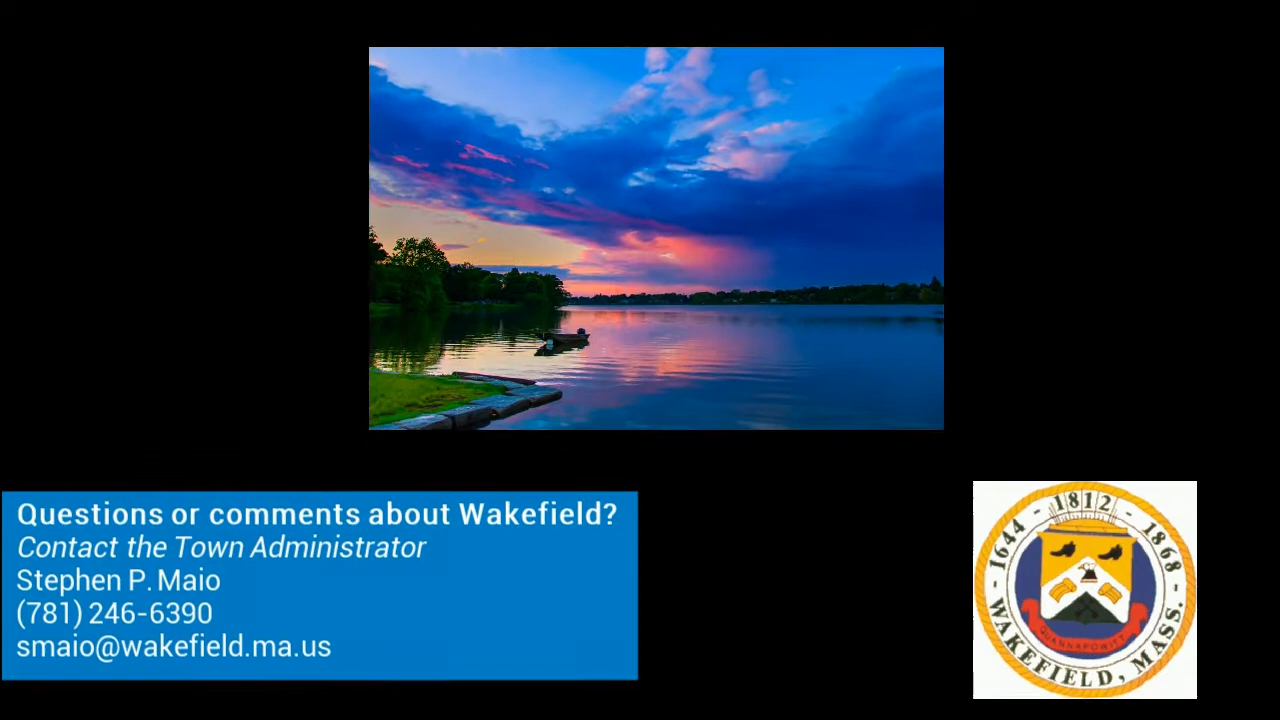 Questions or comments about Wakefield?
Contact the Town Administrator
Stephen P. Maio
(781) 246-6390
smaio@wakefield.ma.us
- 1644 - 1812 - 1868 -
QUANNAPOWITT
WAKEFIELD, MASS.